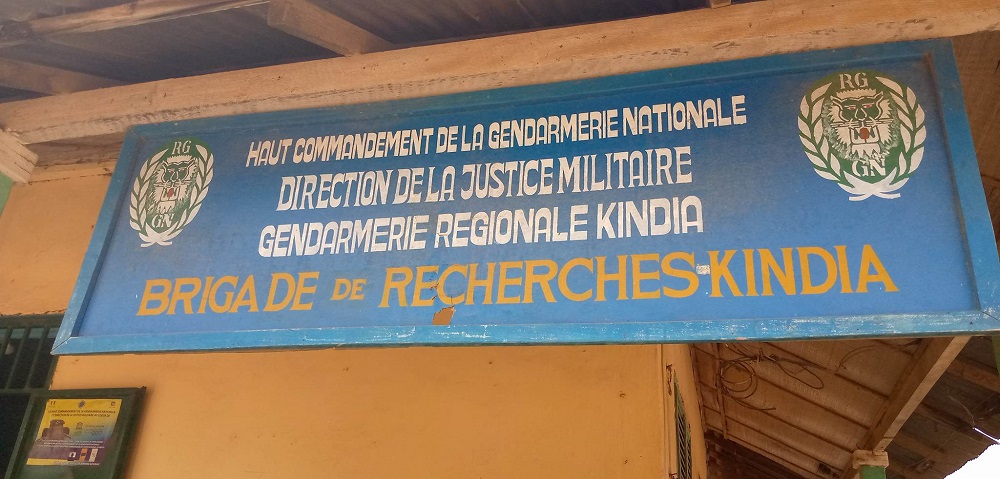 HAUT COMMANDEMENT DE LA GENDARMERIE NATIONALE
DIRECTION DE LA JUSTICE MILITAIRE
GENDARMERIE REGIONALE KINDIA
BRIGADE DE RECHERCHES-KINDIA
RG
GN
RG
GN